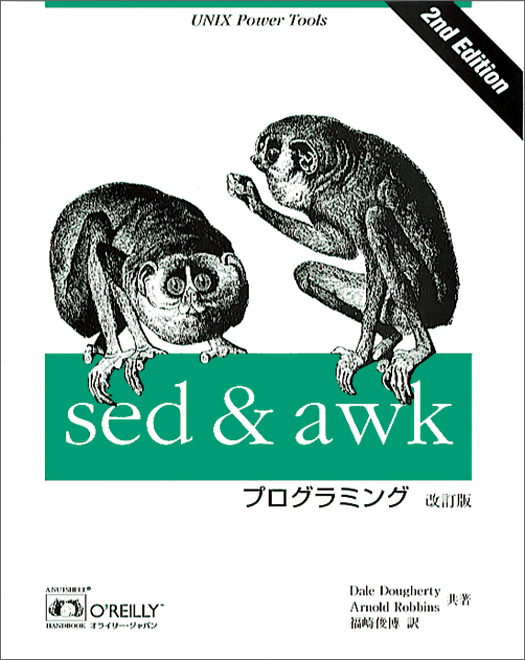 UNIX Power Tools
2nd Edition
sed & awk
プログラミング 改訂版
Dale Dougherty
Arnold Robbins 共著
福崎俊博 訳
A NUTSHELL®
HANDBOOK
O'REILLY™
オライリー・ジャパン